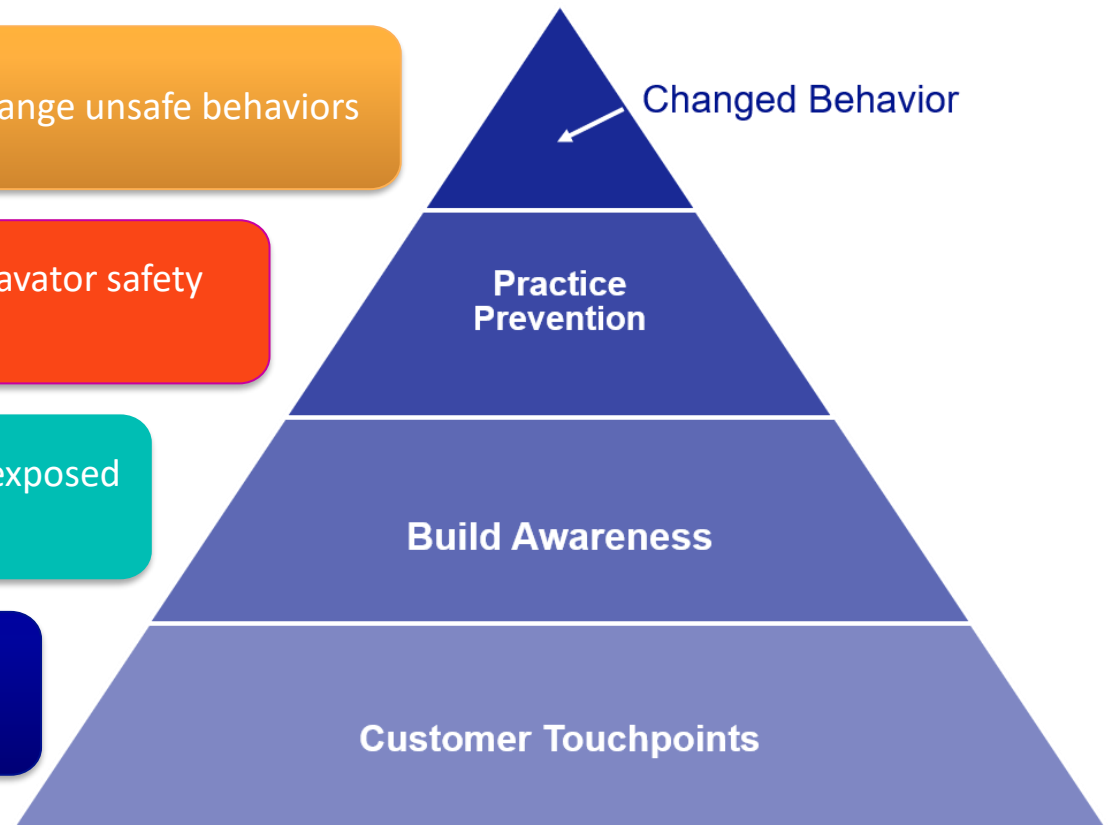 ange unsafe behaviors
Changed Behavior
avator safety
Practice
Prevention
exposed
Build Awareness
Customer Touchpoints